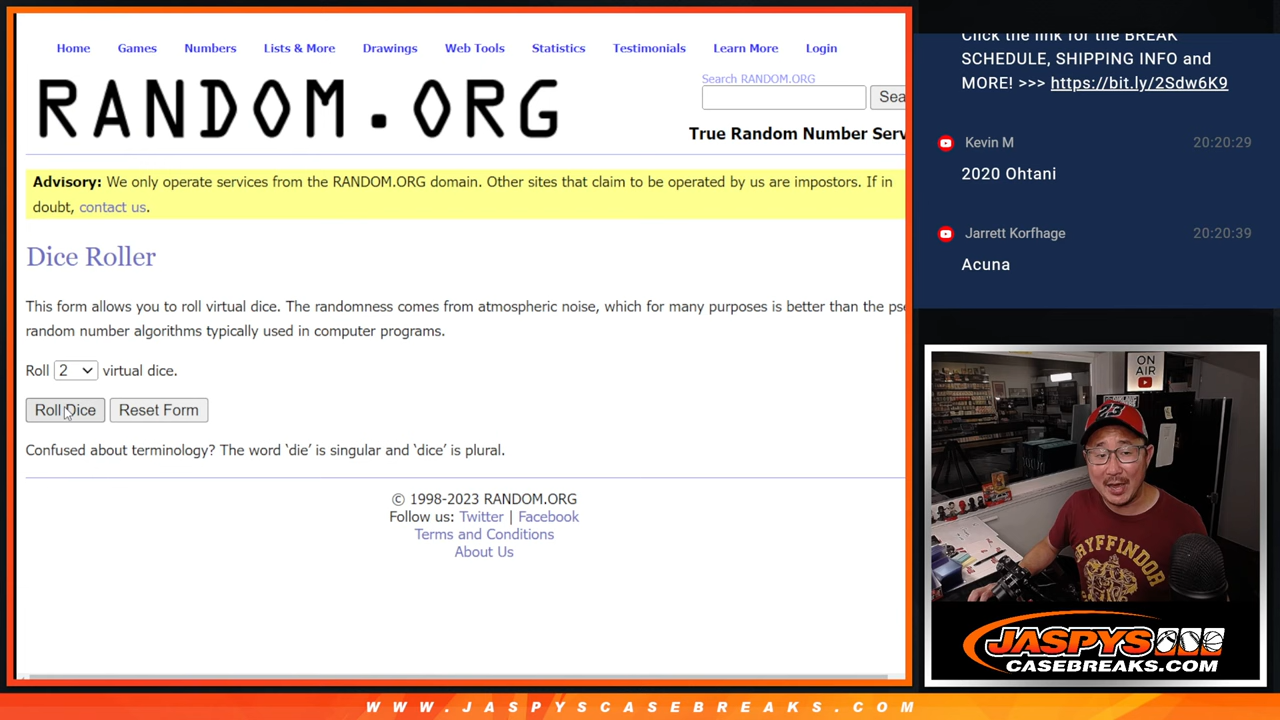 Home Games Numbers Lists & More Drawings Web Tools Statistics Testimonials Learn More Login
RANDOM.ORG
Search RANDOM.ORG
Sea
True Random Number Serv
Advisory: We only operate services from the RANDOM.ORG domain. Other sites that claim to be operated by us are impostors. If in
doubt, contact us.
Dice Roller
This form allows you to roll virtual dice. The randomness comes from atmospheric noise, which for many purposes is better than the pse
random number algorithms typically used in computer programs.
Roll 2 virtual dice.
Roll Dice Reset Form
Confused about terminology? The word ‘die’ is singular and ‘dice’ is plural.
© 1998-2023 RANDOM.ORG
Follow us: Twitter | Facebook
Terms and Conditions
About Us
Click the link for the BREAK
SCHEDULE, SHIPPING INFO and
MORE! >>> https://bit.ly/2Sdw6K9
Kevin M 20:20:29
2020 Ohtani
Jarrett Korfhage 20:20:39
Acuna
ON
AIR
GRYFFINDOR
JASPYS
CASEBREAKS.COM
WWW.JASPYSCASEBREAKS.COM